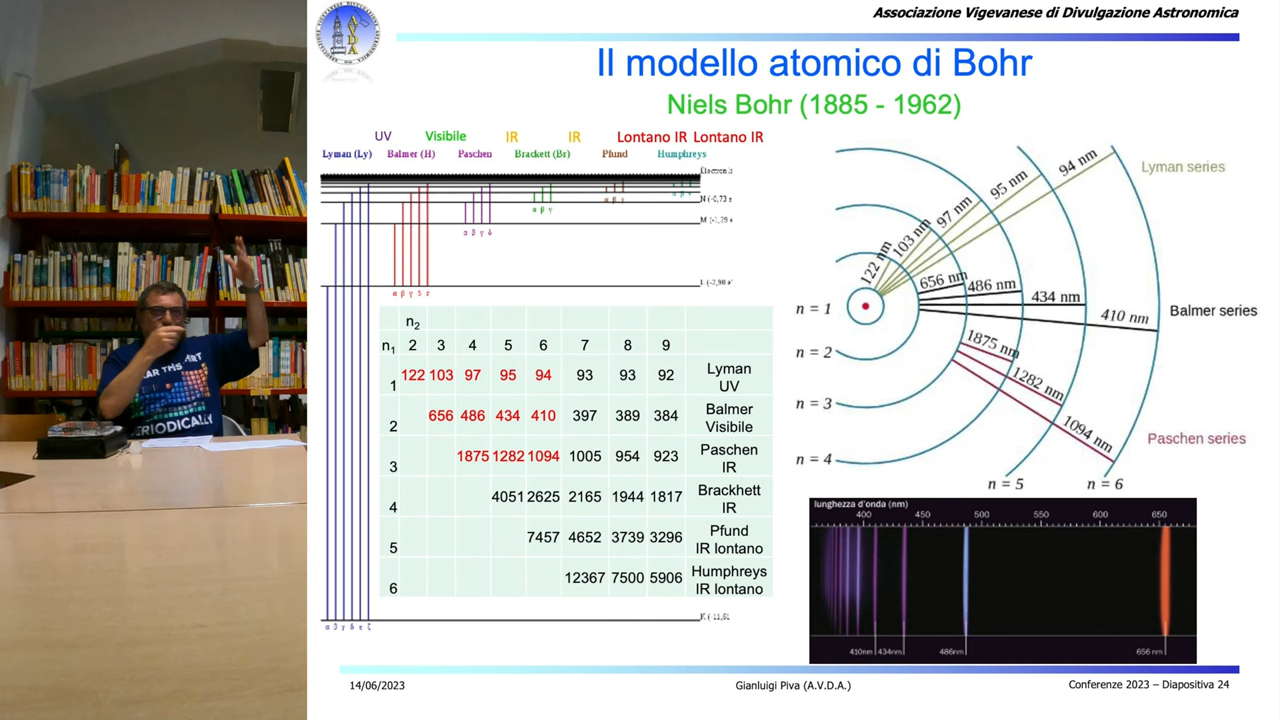 Associazione Vigevanese di Divulgazione Astronomica
A.V.D.A
Il modello atomico di Bohr
Niels Bohr (1885 - 1962)
UV Visibile IR IR Lontano IR Lontano IR
Lyman (Ly) Balmer (H) Paschen Brackett (Br) Pfund Humphreys
α β γ
α β γ
α β γ
α β γ δ
α β γ δ ε
n2
n1 2 3 4 5 6 7 8 9
1 122 103 97 95 94 93 93 92 Lyman
UV
2 656 486 434 410 397 389 384 Balmer
Visibile
3 1875 1282 1094 1005 954 923 Paschen
IR
4 4051 2625 2165 1944 1817 Brackhett
IR
5 7457 4652 3739 3296 Pfund
IR lontano
6 12367 7500 5906 Humphreys
IR lontano
α β γ δ ε ζ
122 nm
103 nm
97 nm
95 nm
94 nm
Lyman series
656 nm
486 nm
434 nm
410 nm
Balmer series
1875 nm
1282 nm
1094 nm
Paschen series
n = 1
n = 2
n = 3
n = 4
n = 5
n = 6
lunghezza d'onda (nm)
400 450 500 550 600 650
410nm 434nm 486nm 656 nm
THIS
PERIODICALLY
14/06/2023
Gianluigi Piva (A.V.D.A.)
Conferenze 2023 – Diapositiva 24